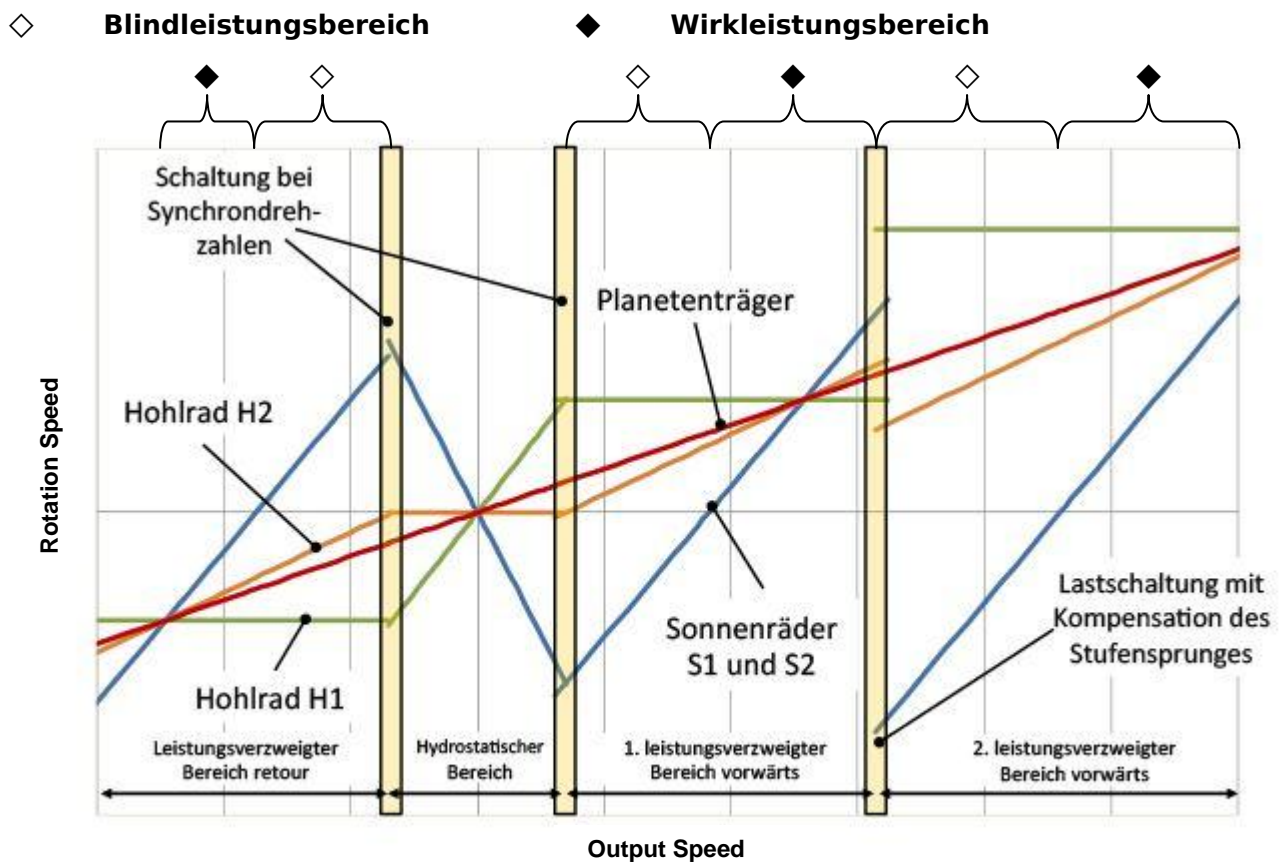 ◇ Blindleistungsbereich ◆ Wirkleistungsbereich
◆ ◇ ◇ ◆ ◇ ◆
Schaltung bei
Synchrondreh-
zahlen
Planetenträger
Hohlrad H2
Rotation Speed
Sonnenräder
S1 und S2
Lastschaltung mit
Kompensation des
Stufensprunges
Hohlrad H1
Leistungsverzweigter
Bereich retour
Hydrostatischer
Bereich
1. leistungsverzweigter
Bereich vorwärts
2. leistungsverzweigter
Bereich vorwärts
Output Speed